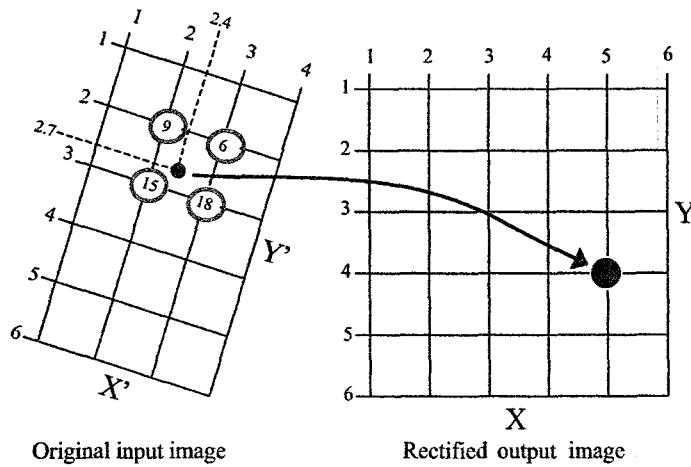 1 2 2.4 3 4
1
2
2.7
3
4
5
6
9 6
15 18
X’ Y’
1 2 3 4 5 6
1
2
3
4
5
6
X Y
Original input image
Rectified output image